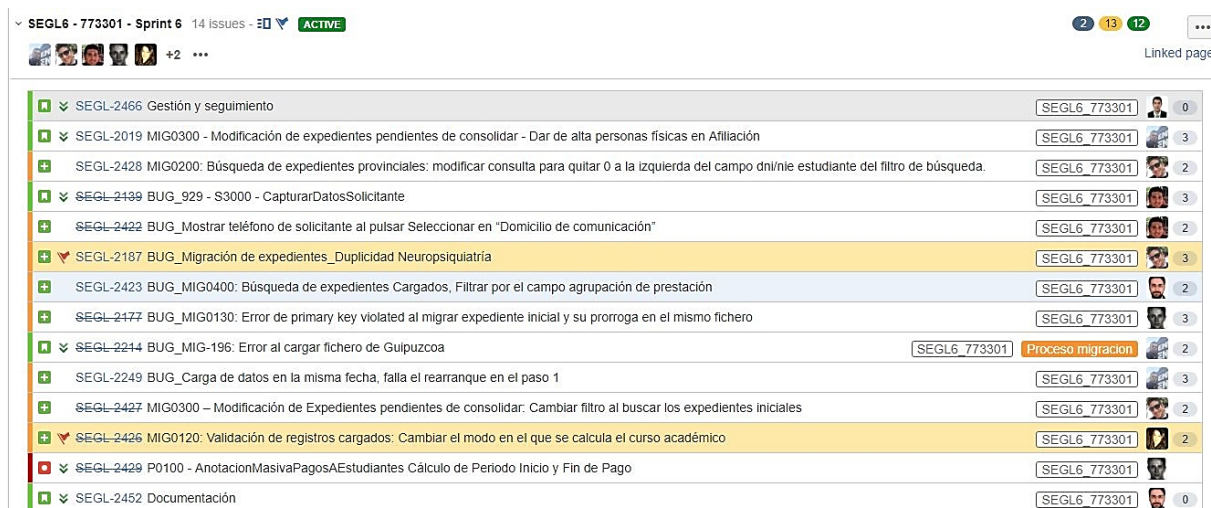 SEGL6 - 773301 - Sprint 6 14 issues - ACTIVE 2 13 12 ...
+2 ... Linked page
SEGL-2466 Gestión y seguimiento SEGL6_773301 0
SEGL-2019 MIG0300 - Modificación de expedientes pendientes de consolidar - Dar de alta personas físicas en Afiliación SEGL6_773301 3
SEGL-2428 MIG0200: Búsqueda de expedientes provinciales: modificar consulta para quitar 0 a la izquierda del campo dni/nie estudiante del filtro de búsqueda. SEGL6_773301 2
SEGL-2139 BUG_929 - S3000 - CapturarDatosSolicitante SEGL6_773301 3
SEGL-2422 BUG_Mostrar teléfono de solicitante al pulsar Seleccionar en “Domicilio de comunicación” SEGL6_773301 2
SEGL-2187 BUG_Migración de expedientes_Duplicidad Neuropsiquiatría SEGL6_773301 3
SEGL-2423 BUG_MIG0400: Búsqueda de expedientes Cargados, Filtrar por el campo agrupación de prestación SEGL6_773301 2
SEGL-2177 BUG_MIG0130: Error de primary key violated al migrar expediente inicial y su prorroga en el mismo fichero SEGL6_773301 3
SEGL-2214 BUG_MIG-196: Error al cargar fichero de Guipuzcoa SEGL6_773301 Proceso migracion 2
SEGL-2249 BUG_Carga de datos en la misma fecha, falla el rearranque en el paso 1 SEGL6_773301 3
SEGL-2427 MIG0300 – Modificación de Expedientes pendientes de consolidar: Cambiar filtro al buscar los expedientes iniciales SEGL6_773301 2
SEGL-2426 MIG0120: Validación de registros cargados: Cambiar el modo en el que se calcula el curso académico SEGL6_773301 2
SEGL-2429 P0100 - AnotacionMasivaPagosAEstudiantes Cálculo de Periodo Inicio y Fin de Pago SEGL6_773301
SEGL-2452 Documentación SEGL6_773301 0